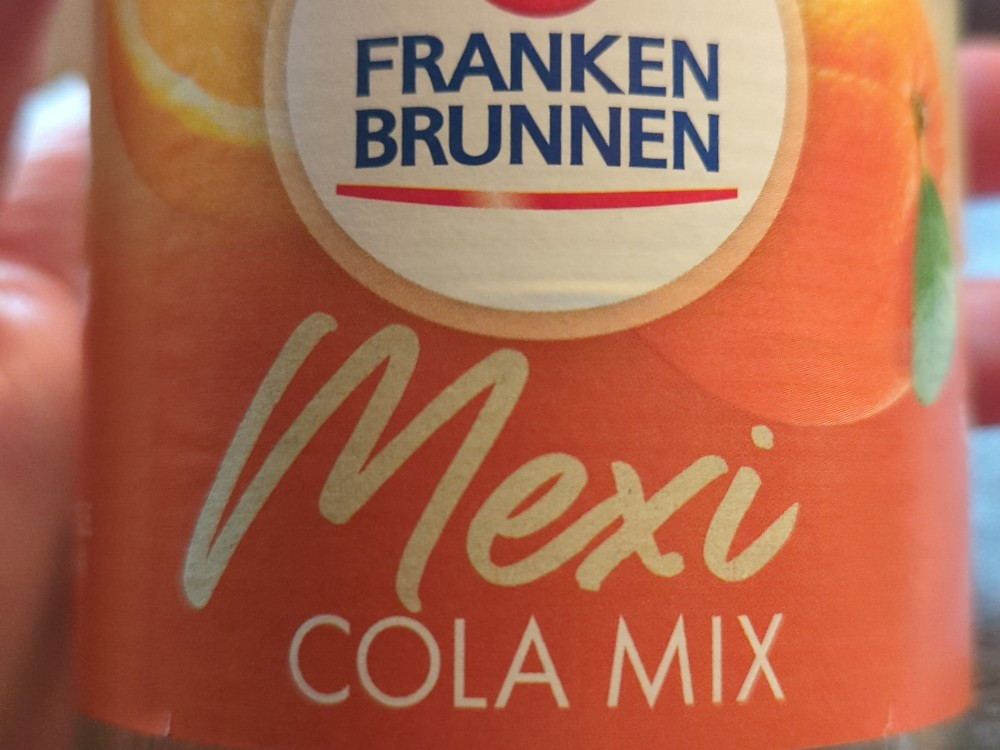 FRANKEN
BRUNNEN
Mexi
COLA MIX